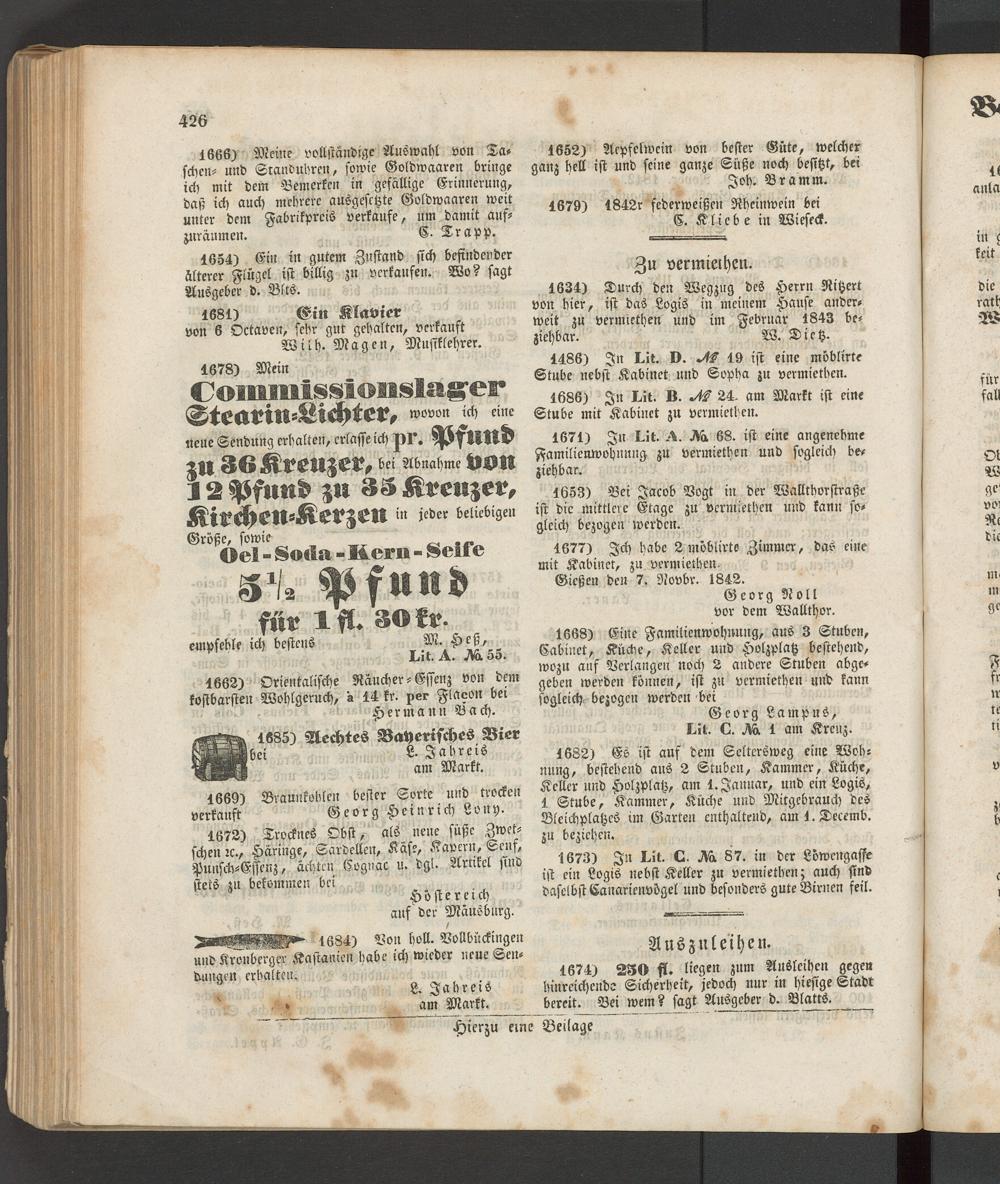 426
1666) Meine vollständige Auswahl von Ta-
schen- und Standuhren, sowie Goldwaaren bringe
ich mit dem Bemerken in gefällige Erinnerung,
daß ich auch mehrere ausgesetzte Goldwaaren weit
unter dem Fabrikpreis verkaufe, um damit auf-
zuräumen. C. Trapp.
1654) Ein in gutem Zustand sich befindender
älterer Flügel ist billig zu verkaufen. Wo? sagt
Ausgeber d. Blts.
1681) Ein Klavier
von 6 Octaven, sehr gut gehalten, verkauft
Wilh. Magen, Musiklehrer.
1678) Mein
Commissionslager
Stearin-Lichter, wovon ich eine
neue Sendung erhalten, erlasse ich pr. Pfund
zu 36 Kreuzer, bei Abnahme von
12 Pfund zu 35 Kreuzer,
Kirchen-Kerzen in jeder beliebigen
Größe, sowie
Oel-Soda-Kern-Seife
5 1/2 Pfund
für 1 fl. 30 kr.
empfehle ich bestens M. Heß,
Lit. A. No. 55.
1662) Orientalische Räucher-Essenz von dem
kostbarsten Wohlgeruch, à 14 kr. per Flacon bei
Hermann Bach.
1685) Aechtes Bayerisches Bier
bei L. Jahreis
am Markt.
1669) Braunkohlen bester Sorte und trocken
verkauft Georg Heinrich Lony.
1672) Trocknes Obst, als neue süße Zwet-
schen ꝛc., Häringe, Sardellen, Käse, Kapern, Senf,
Punsch-Essenz, ächten Cognac u. dgl. Artikel sind
stets zu bekommen bei
Höstereich
auf der Mäusburg.
1684) Von holl. Vollbückingen
und Kronberger Kastanien habe ich wieder neue Sen-
dungen erhalten.
L. Jahreis
am Markt.
1652) Aepfelwein von bester Güte, welcher
ganz hell ist und seine ganze Süße noch besitzt, bei
Joh. Bramm.
1679) 1842r federweißen Rheinwein bei
C. Kliebe in Wieseck.
Zu vermiethen.
1634) Durch den Wegzug des Herrn Ritzert
von hier, ist das Logis in meinem Hause ander-
weit zu vermiethen und im Februar 1843 be-
ziehbar. W. Dietz.
1486) In Lit. D. № 19 ist eine möblirte
Stube nebst Kabinet und Sopha zu vermiethen.
1686) In Lit. B. № 24. am Markt ist eine
Stube mit Kabinet zu vermiethen.
1671) In Lit. A. No. 68. ist eine angenehme
Familienwohnung zu vermiethen und sogleich be-
ziehbar.
1653) Bei Jacob Vogt in der Wallthorstraße
ist die mittlere Etage zu vermiethen und kann so-
gleich bezogen werden.
1677) Ich habe 2 möblirte Zimmer, das eine
mit Kabinet, zu vermiethen.
Gießen den 7. Novbr. 1842.
Georg Noll
vor dem Wallthor.
1668) Eine Familienwohnung, aus 3 Stuben,
Cabinet, Küche, Keller und Holzplatz bestehend,
wozu auf Verlangen noch 2 andere Stuben abge-
geben werden können, ist zu vermiethen und kann
sogleich bezogen werden bei
Georg Lampus,
Lit. C. No. 1 am Kreuz.
1682) Es ist auf dem Seltersweg eine Woh-
nung, bestehend aus 2 Stuben, Kammer, Küche,
Keller und Holzplatz, am 1. Januar, und ein Logis,
1 Stube, Kammer, Küche und Mitgebrauch des
Bleichplatzes im Garten enthaltend, am 1. Decemb.
zu beziehen.
1673) In Lit. C. No. 87. in der Löwengasse
ist ein Logis nebst Keller zu vermiethen; auch sind
daselbst Canarienvögel und besonders gute Birnen feil.
Auszuleihen.
1674) 250 fl. liegen zum Ausleihen gegen
hinreichende Sicherheit, jedoch nur in hiesige Stadt
bereit. Bei wem? sagt Ausgeber d. Blatts.
Hierzu eine Beilage